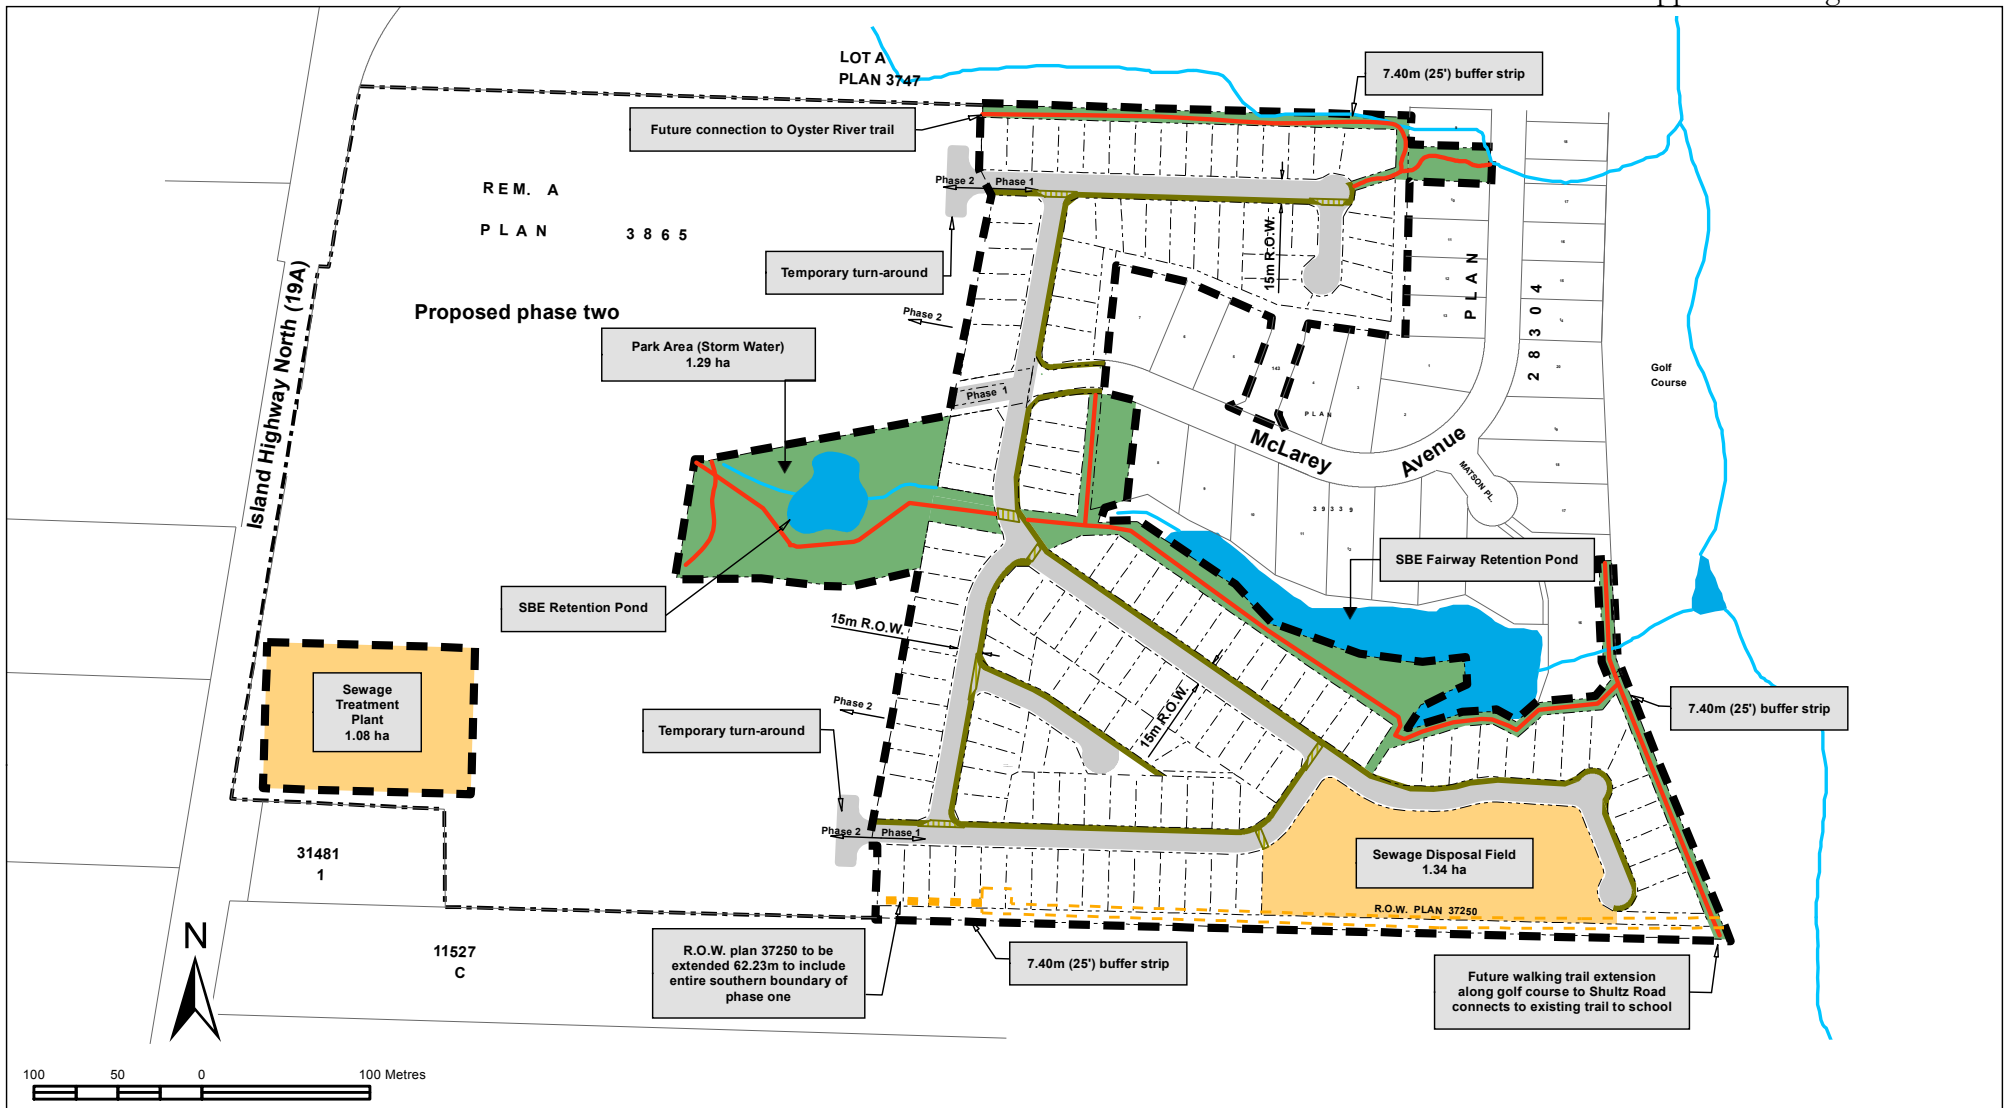 LOT A
PLAN 3747
7.40m (25') buffer strip
Future connection to Oyster River trail
REM. A
PLAN 3865
Phase 2
Phase 1
Temporary turn-around
15m R.O.W.
PLAN
28304
Proposed phase two
Phase 2
Island Highway North (19A)
Park Area (Storm Water)
1.29 ha
Phase 1
143
PLAN
Golf
Course
McLarey
Avenue
MATSON PL.
39339
SBE Fairway Retention Pond
SBE Retention Pond
15m R.O.W.
15m R.O.W.
Sewage
Treatment
Plant
1.08 ha
Phase 2
7.40m (25') buffer strip
Temporary turn-around
Phase 2
Phase 1
31481
1
Sewage Disposal Field
1.34 ha
R.O.W. PLAN 37250
11527
C
R.O.W. plan 37250 to be
extended 62.23m to include
entire southern boundary of
phase one
7.40m (25') buffer strip
Future walking trail extension
along golf course to Shultz Road
connects to existing trail to school
N
100
50
0
100 Metres